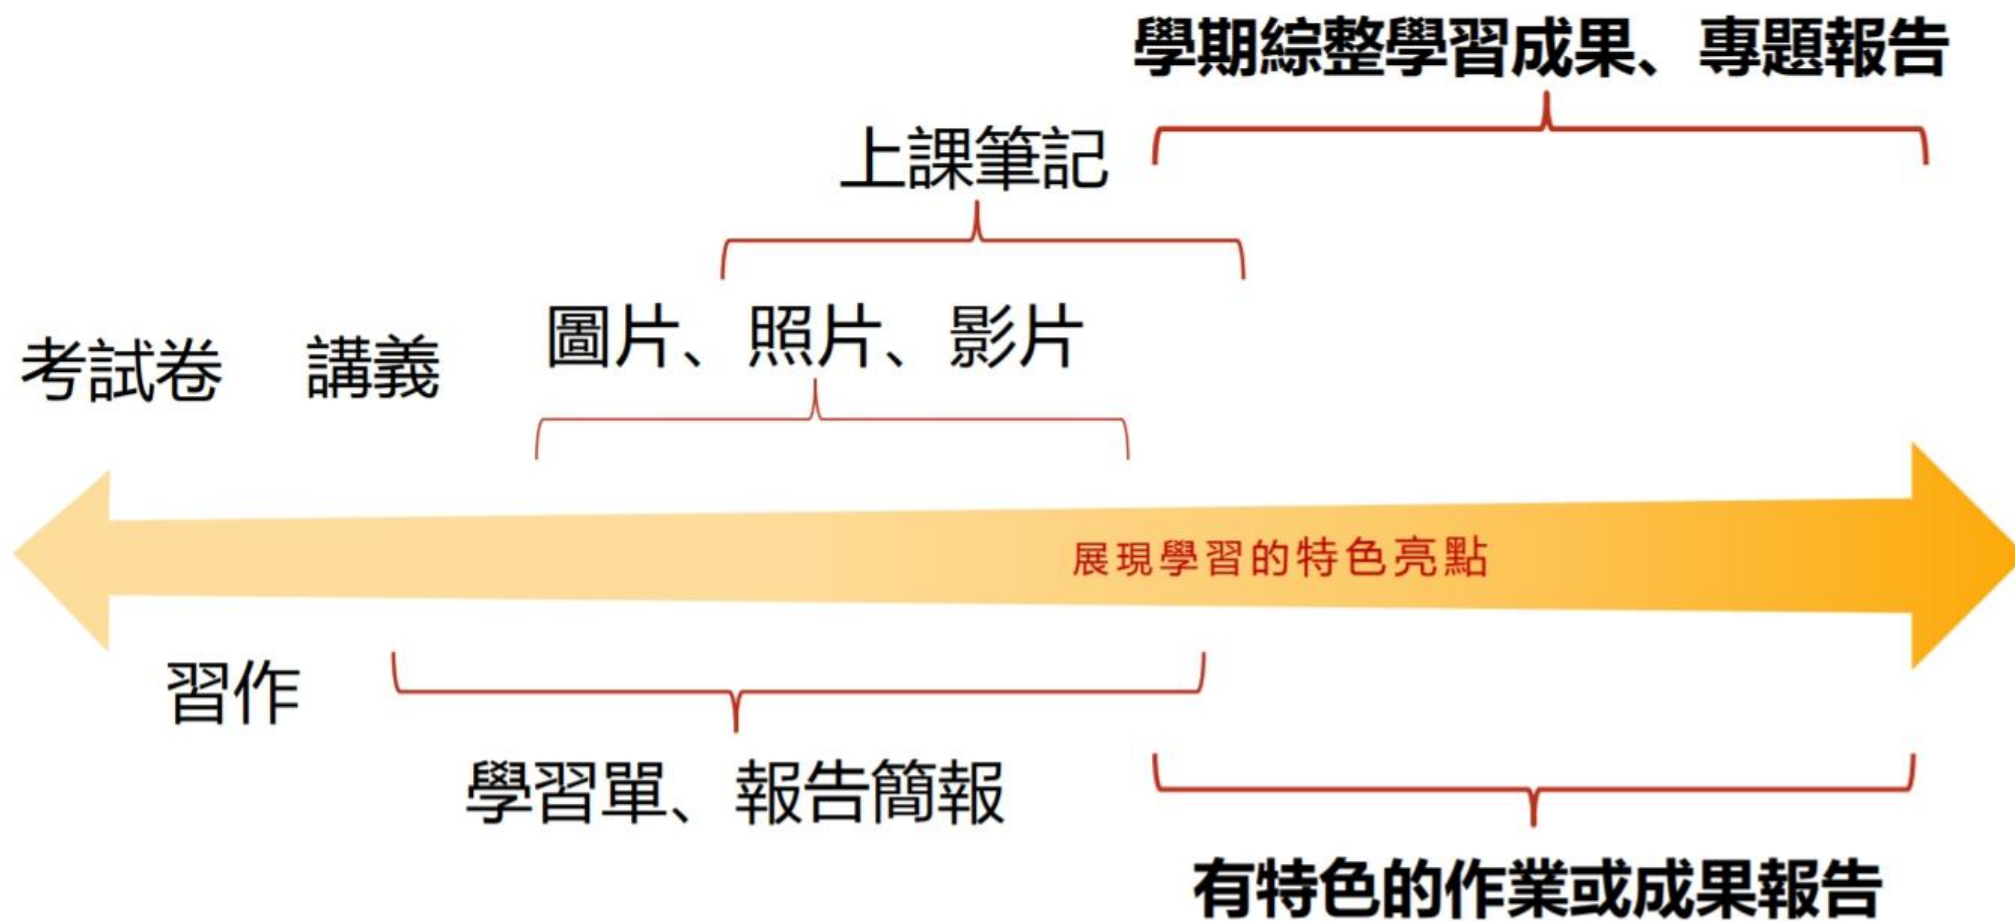 學期綜整學習成果、專題報告
上課筆記
圖片、照片、影片
考試卷
講義
展現學習的特色亮點
習作
學習單、報告簡報
有特色的作業或成果報告